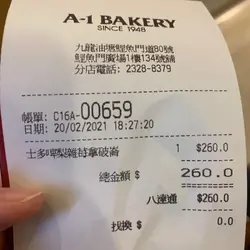 A-1 BAKERY
SINCE 1948
九龍油塘鯉魚門道80號
鯉魚門廣場1樓134號舖
分店電話: 2328-8379
帳單: C16A-00659
日期: 20/02/2021 18:27:20
士多啤梨雜莓拿破崙 1 $260.0
總金額 $ 260.0
八達通 $260.0
找換 $ 0.0